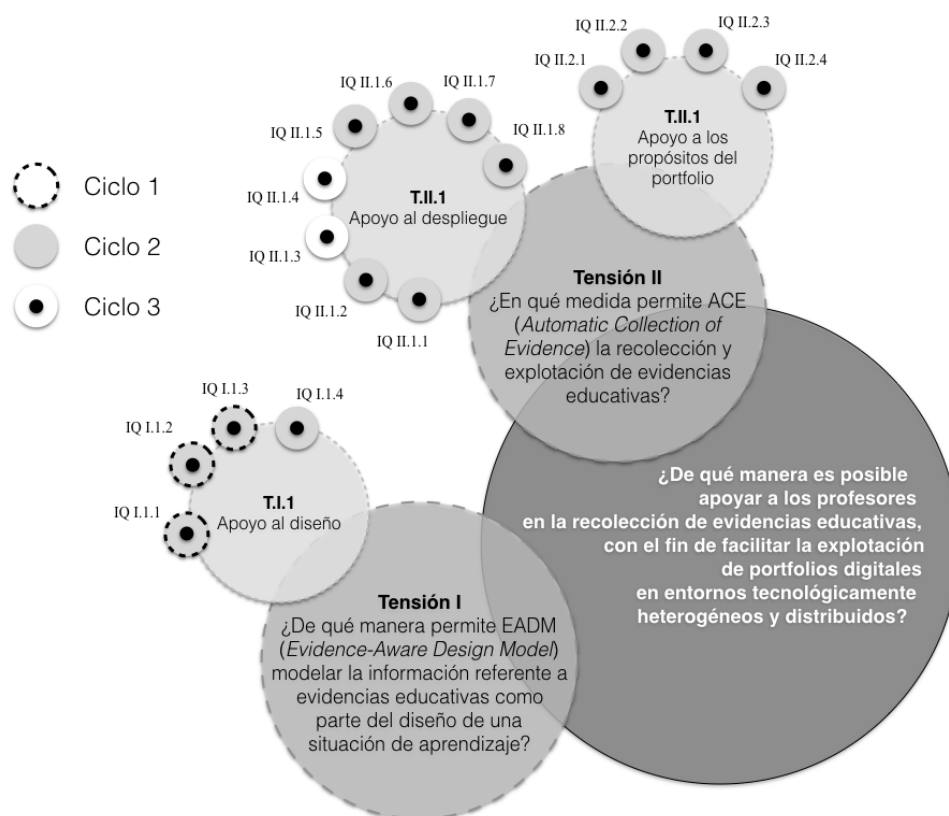 Ciclo 1
Ciclo 2
Ciclo 3
IQ II.1.1
IQ II.1.2
IQ II.1.3
IQ II.1.4
IQ II.1.5
IQ II.1.6
IQ II.1.7
IQ II.1.8
T.II.1
Apoyo al despliegue
IQ II.2.1
IQ II.2.2
IQ II.2.3
IQ II.2.4
T.II.1
Apoyo a los
propósitos del
portfolio
Tensión II
¿En qué medida permite ACE
(Automatic Collection of
Evidence) la recolección y
explotación de evidencias
educativas?
IQ I.1.1
IQ I.1.2
IQ I.1.3
IQ I.1.4
T.I.1
Apoyo al diseño
Tensión I
¿De qué manera permite EADM
(Evidence-Aware Design Model)
modelar la información referente a
evidencias educativas como
parte del diseño de una
situación de aprendizaje?
¿De qué manera es posible
apoyar a los profesores
en la recolección de evidencias educativas,
con el fin de facilitar la explotación
de portfolios digitales
en entornos tecnológicamente
heterogéneos y distribuidos?